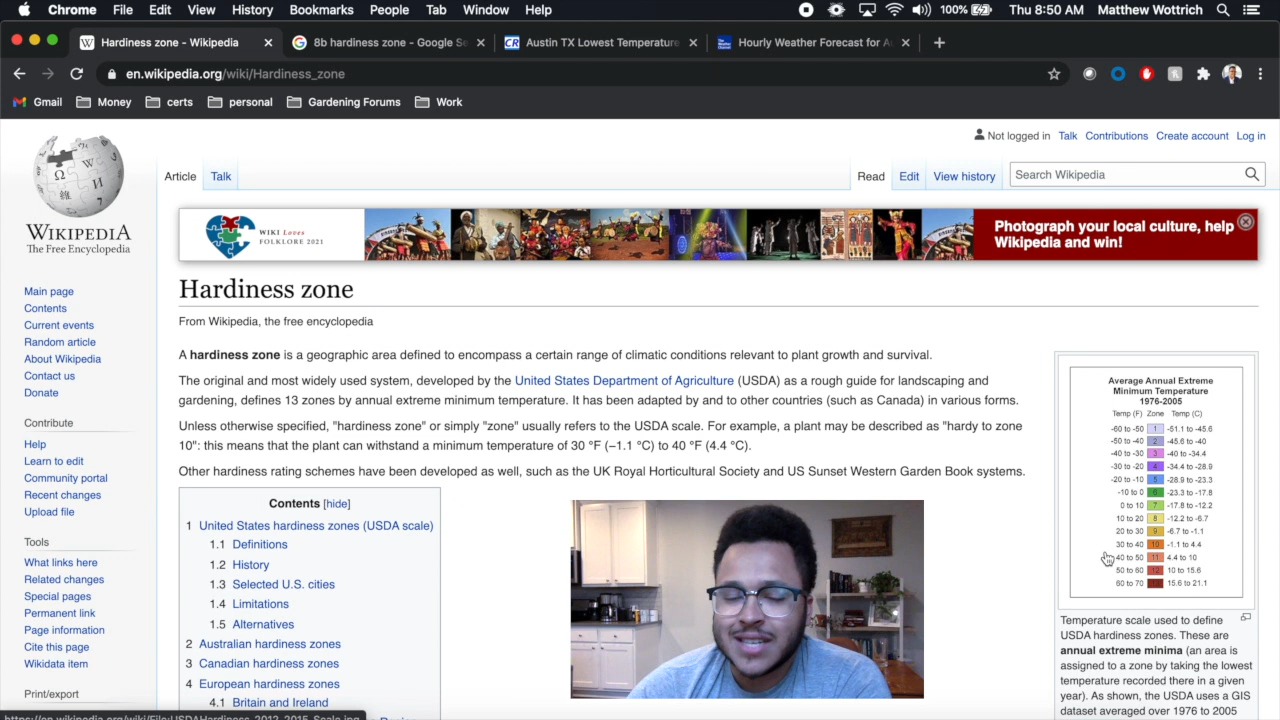 Chrome File Edit View History Bookmarks People Tab Window Help 100% Thu 8:50 AM Matthew Wottrich
Hardiness zone - Wikipedia 8b hardiness zone - Google Se Austin TX Lowest Temperature Hourly Weather Forecast for Au
en.wikipedia.org/wiki/Hardiness_zone
Gmail Money certs personal Gardening Forums Work
Not logged in Talk Contributions Create account Log in
Article Talk Read Edit View history Search Wikipedia
WIKIPEDIA
The Free Encyclopedia
WIKI Loves
FOLKLORE 2021
Photograph your local culture, help
Wikipedia and win!
Main page
Contents
Current events
Random article
About Wikipedia
Contact us
Donate
Contribute
Help
Learn to edit
Community portal
Recent changes
Upload file
Tools
What links here
Related changes
Special pages
Permanent link
Page information
Cite this page
Wikidata item
Print/export
Hardiness zone
From Wikipedia, the free encyclopedia
A hardiness zone is a geographic area defined to encompass a certain range of climatic conditions relevant to plant growth and survival.
The original and most widely used system, developed by the United States Department of Agriculture (USDA) as a rough guide for landscaping and
gardening, defines 13 zones by annual extreme minimum temperature. It has been adapted by and to other countries (such as Canada) in various forms.
Unless otherwise specified, "hardiness zone" or simply "zone" usually refers to the USDA scale. For example, a plant may be described as "hardy to zone
10": this means that the plant can withstand a minimum temperature of 30 °F (−1.1 °C) to 40 °F (4.4 °C).
Other hardiness rating schemes have been developed as well, such as the UK Royal Horticultural Society and US Sunset Western Garden Book systems.
Contents [hide]
1 United States hardiness zones (USDA scale)
1.1 Definitions
1.2 History
1.3 Selected U.S. cities
1.4 Limitations
1.5 Alternatives
2 Australian hardiness zones
3 Canadian hardiness zones
4 European hardiness zones
4.1 Britain and Ireland
Average Annual Extreme
Minimum Temperature
1976-2005
Temp (F) Zone Temp (C)
-60 to -50 1 -51.1 to -45.6
-50 to -40 2 -45.6 to -40
-40 to -30 3 -40 to -34.4
-30 to -20 4 -34.4 to -28.9
-20 to -10 5 -28.9 to -23.3
-10 to 0 6 -23.3 to -17.8
0 to 10 7 -17.8 to -12.2
10 to 20 8 -12.2 to -6.7
20 to 30 9 -6.7 to -1.1
30 to 40 10 -1.1 to 4.4
40 to 50 11 4.4 to 10
50 to 60 12 10 to 15.6
60 to 70 13 15.6 to 21.1
Temperature scale used to define
USDA hardiness zones. These are
annual extreme minima (an area is
assigned to a zone by taking the lowest
temperature recorded there in a given
year). As shown, the USDA uses a GIS
dataset averaged over 1976 to 2005